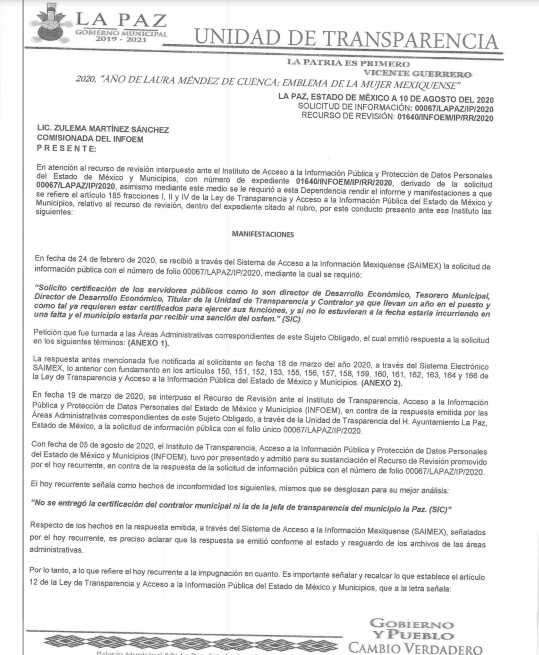 LA PAZ
GOBIERNO MUNICIPAL
2019 - 2021
UNIDAD DE TRANSPARENCIA
LA PATRIA ES PRIMERO
VICENTE GUERRERO
2020, "AÑO DE LAURA MÉNDEZ DE CUENCA; EMBLEMA DE LA MUJER MEXIQUENSE"
LA PAZ, ESTADO DE MÉXICO A 10 DE AGOSTO DEL 2020
SOLICITUD DE INFORMACIÓN: 00067/LAPAZ/IP/2020
RECURSO DE REVISIÓN: 01640/INFOEM/IP/RR/2020
LIC. ZULEMA MARTÍNEZ SÁNCHEZ
COMISIONADA DEL INFOEM
P R E S E N T E:
En atención al recurso de revisión interpuesto ante el Instituto de Acceso a la Información Pública y Protección de Datos Personales
del Estado de México y Municipios, con número de expediente 01640/INFOEM/IP/RR/2020, derivado de la solicitud
00067/LAPAZ/IP/2020, asimismo mediante este medio se le requirió a esta Dependencia rendir el informe y manifestaciones a que
se refiere el artículo 185 fracciones I, II y IV de la Ley de Transparencia y Acceso a la Información Pública del Estado de México y
Municipios, relativo al recurso de revisión, dentro del expediente citado al rubro, por este conducto presento ante ese Instituto las
siguientes:
MANIFESTACIONES
En fecha de 24 de febrero de 2020, se recibió a través del Sistema de Acceso a la Información Mexiquense (SAIMEX) la solicitud de
información pública con el número de folio 00067/LAPAZ/IP/2020, mediante la cual se requirió:
"Solicito certificación de los servidores públicos como lo son director de Desarrollo Económico, Tesorero Municipal,
Director de Desarrollo Económico, Titular de la Unidad de Transparencia y Contralor ya que llevan un año en el puesto y
como tal ya requieren estar certificados para ejercer sus funciones, y si no lo estuvieran a la fecha estaría incurriendo en
una falta y el municipio estaría por recibir una sanción del osfem." (SIC)
Petición que fue turnada a las Áreas Administrativas correspondientes de este Sujeto Obligado, el cual emitió respuesta a la solicitud
en los siguientes términos: (ANEXO 1).
La respuesta antes mencionada fue notificada al solicitante en fecha 18 de marzo del año 2020, a través del Sistema Electrónico
SAIMEX, lo anterior con fundamento en los artículos 150, 151, 152, 153, 155, 156, 157, 158, 159, 160, 161, 162, 163, 164 y 166 de
la Ley de Transparencia y Acceso a la Información Pública del Estado de México y Municipios. (ANEXO 2).
En fecha 19 de marzo de 2020, se interpuso el Recurso de Revisión ante el Instituto de Transparencia, Acceso a la Información
Pública y Protección de Datos Personales del Estado de México y Municipios (INFOEM), en contra de la respuesta emitida por las
Áreas Administrativas correspondientes de este Sujeto Obligado, a través de la Unidad de Trasparencia del H. Ayuntamiento La Paz,
Estado de México, a la solicitud de información pública con el folio único 00067/LAPAZ/IP/2020.
Con fecha de 05 de agosto de 2020, el Instituto de Transparencia, Acceso a la Información Pública y Protección de Datos Personales
del Estado de México y Municipios (INFOEM), tuvo por presentado y admitió para su sustanciación el Recurso de Revisión promovido
por el hoy recurrente, en contra de la respuesta de la solicitud de información pública con el número de folio 00067/LAPAZ/IP/2020.
El hoy recurrente señala como hechos de inconformidad los siguientes, mismos que se desglosan para su mejor análisis:
"No se entregó la certificación del contralor municipal ni la de la jefa de transparencia del municipio la Paz. (SIC)"
Respecto de los hechos en la respuesta emitida, a través del Sistema de Acceso a la Información Mexiquense (SAIMEX), señalados
por el hoy recurrente, es preciso aclarar que la respuesta se emitió conforme al estado y resguardo de los archivos de las áreas
administrativas.
Por lo tanto, a lo que refiere el hoy recurrente a la impugnación en cuanto. Es importante señalar y recalcar lo que establece el artículo
12 de la Ley de Transparencia y Acceso a la Información Pública del Estado de México y Municipios, que a la letra señala:
GOBIERNO
Y PUEBLO
CAMBIO VERDADERO